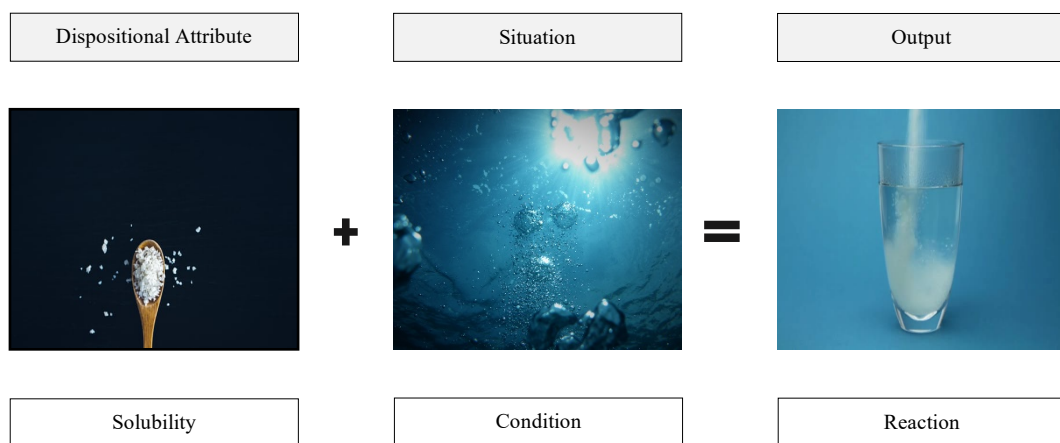 Dispositional Attribute
Situation
Output
+
=
Solubility
Condition
Reaction